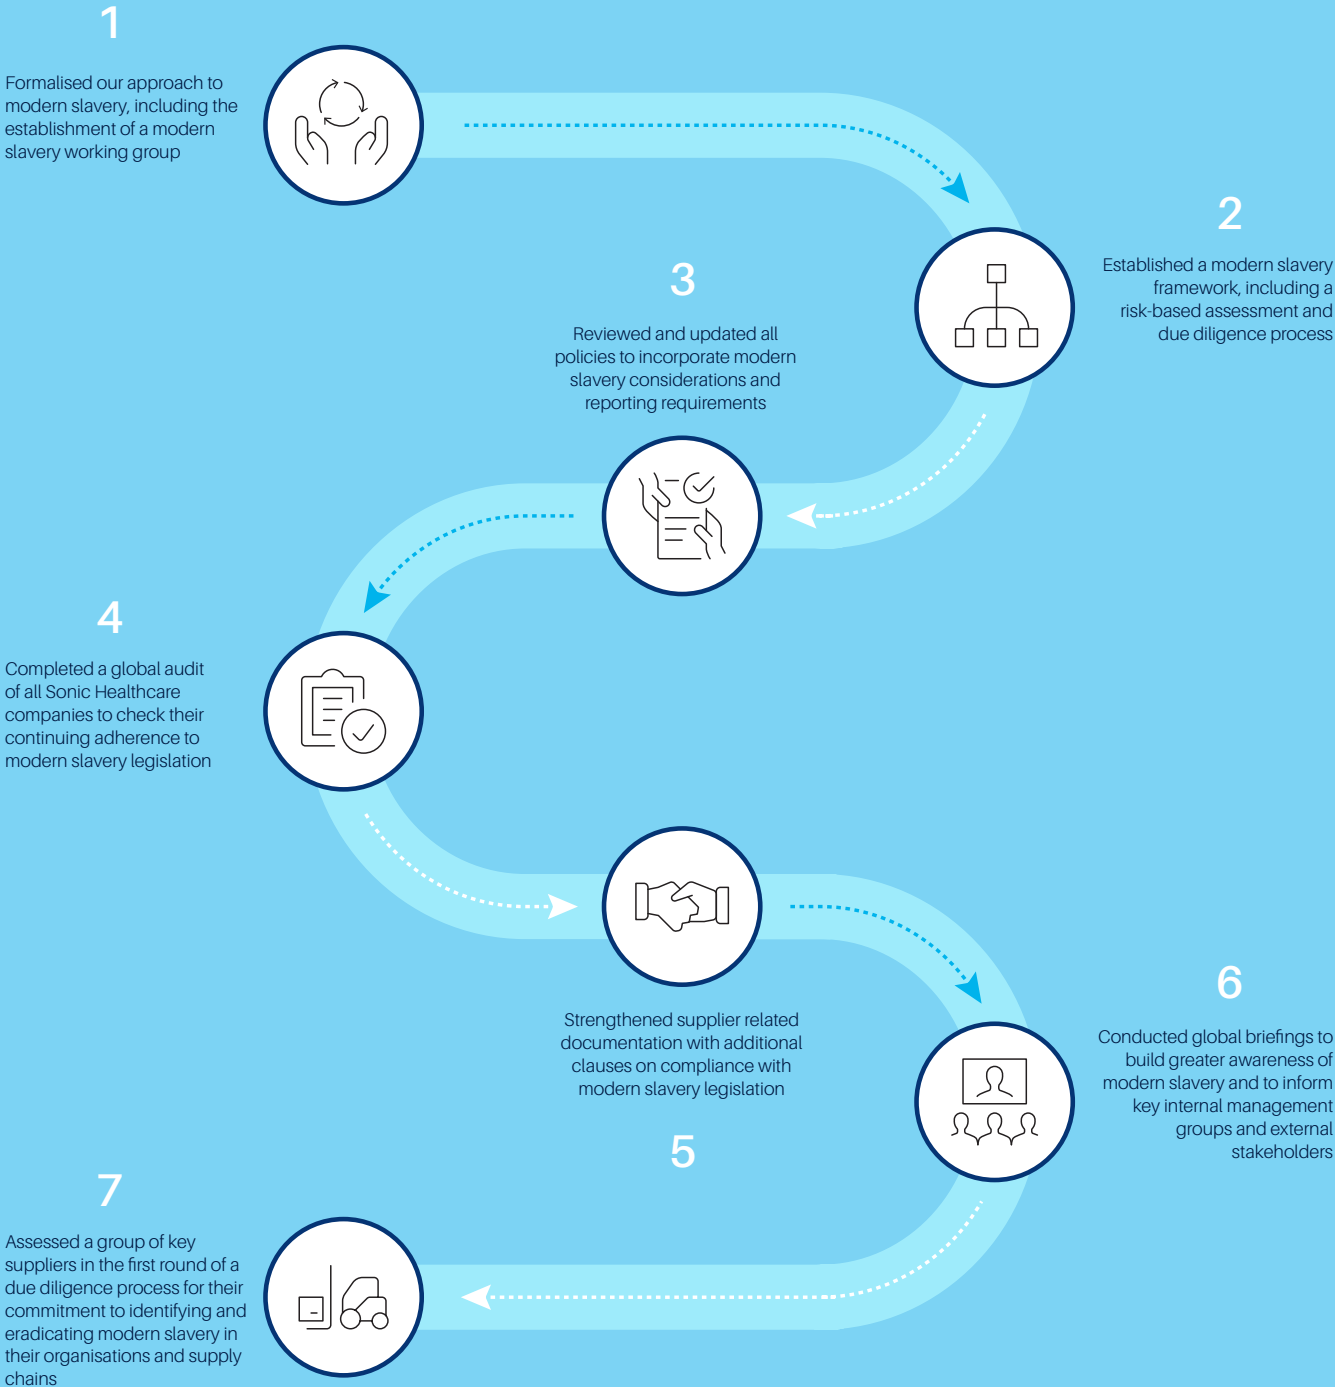 1
Formalised our approach to
modern slavery, including the
establishment of a modern
slavery working group
2
Established a modern slavery
framework, including a
risk-based assessment and
due diligence process
3
Reviewed and updated all
policies to incorporate modern
slavery considerations and
reporting requirements
4
Completed a global audit
of all Sonic Healthcare
companies to check their
continuing adherence to
modern slavery legislation
Strengthened supplier related
documentation with additional
clauses on compliance with
modern slavery legislation
5
6
Conducted global briefings to
build greater awareness of
modern slavery and to inform
key internal management
groups and external
stakeholders
7
Assessed a group of key
suppliers in the first round of a
due diligence process for their
commitment to identifying and
eradicating modern slavery in
their organisations and supply
chains